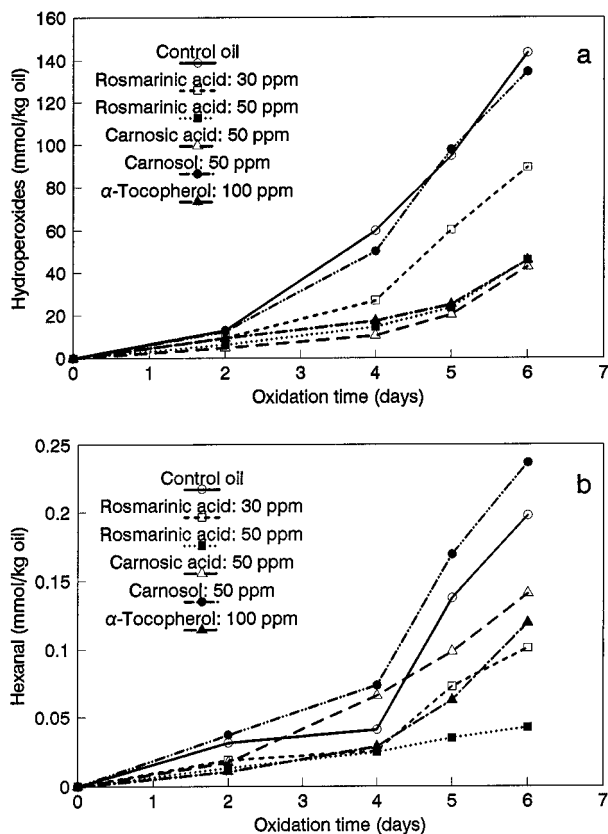 160
140
120
100
80
60
40
20
0
Hydroperoxides (mmol/kg oil)
a
Control oil
Rosmarinic acid: 30 ppm
Rosmarinic acid: 50 ppm
Carnosic acid: 50 ppm
Carnosol: 50 ppm
α-Tocopherol: 100 ppm
0 1 2 3 4 5 6 7
Oxidation time (days)
0.25
0.2
0.15
0.1
0.05
0
Hexanal (mmol/kg oil)
b
Control oil
Rosmarinic acid: 30 ppm
Rosmarinic acid: 50 ppm
Carnosic acid: 50 ppm
Carnosol: 50 ppm
α-Tocopherol: 100 ppm
0 1 2 3 4 5 6 7
Oxidation time (days)